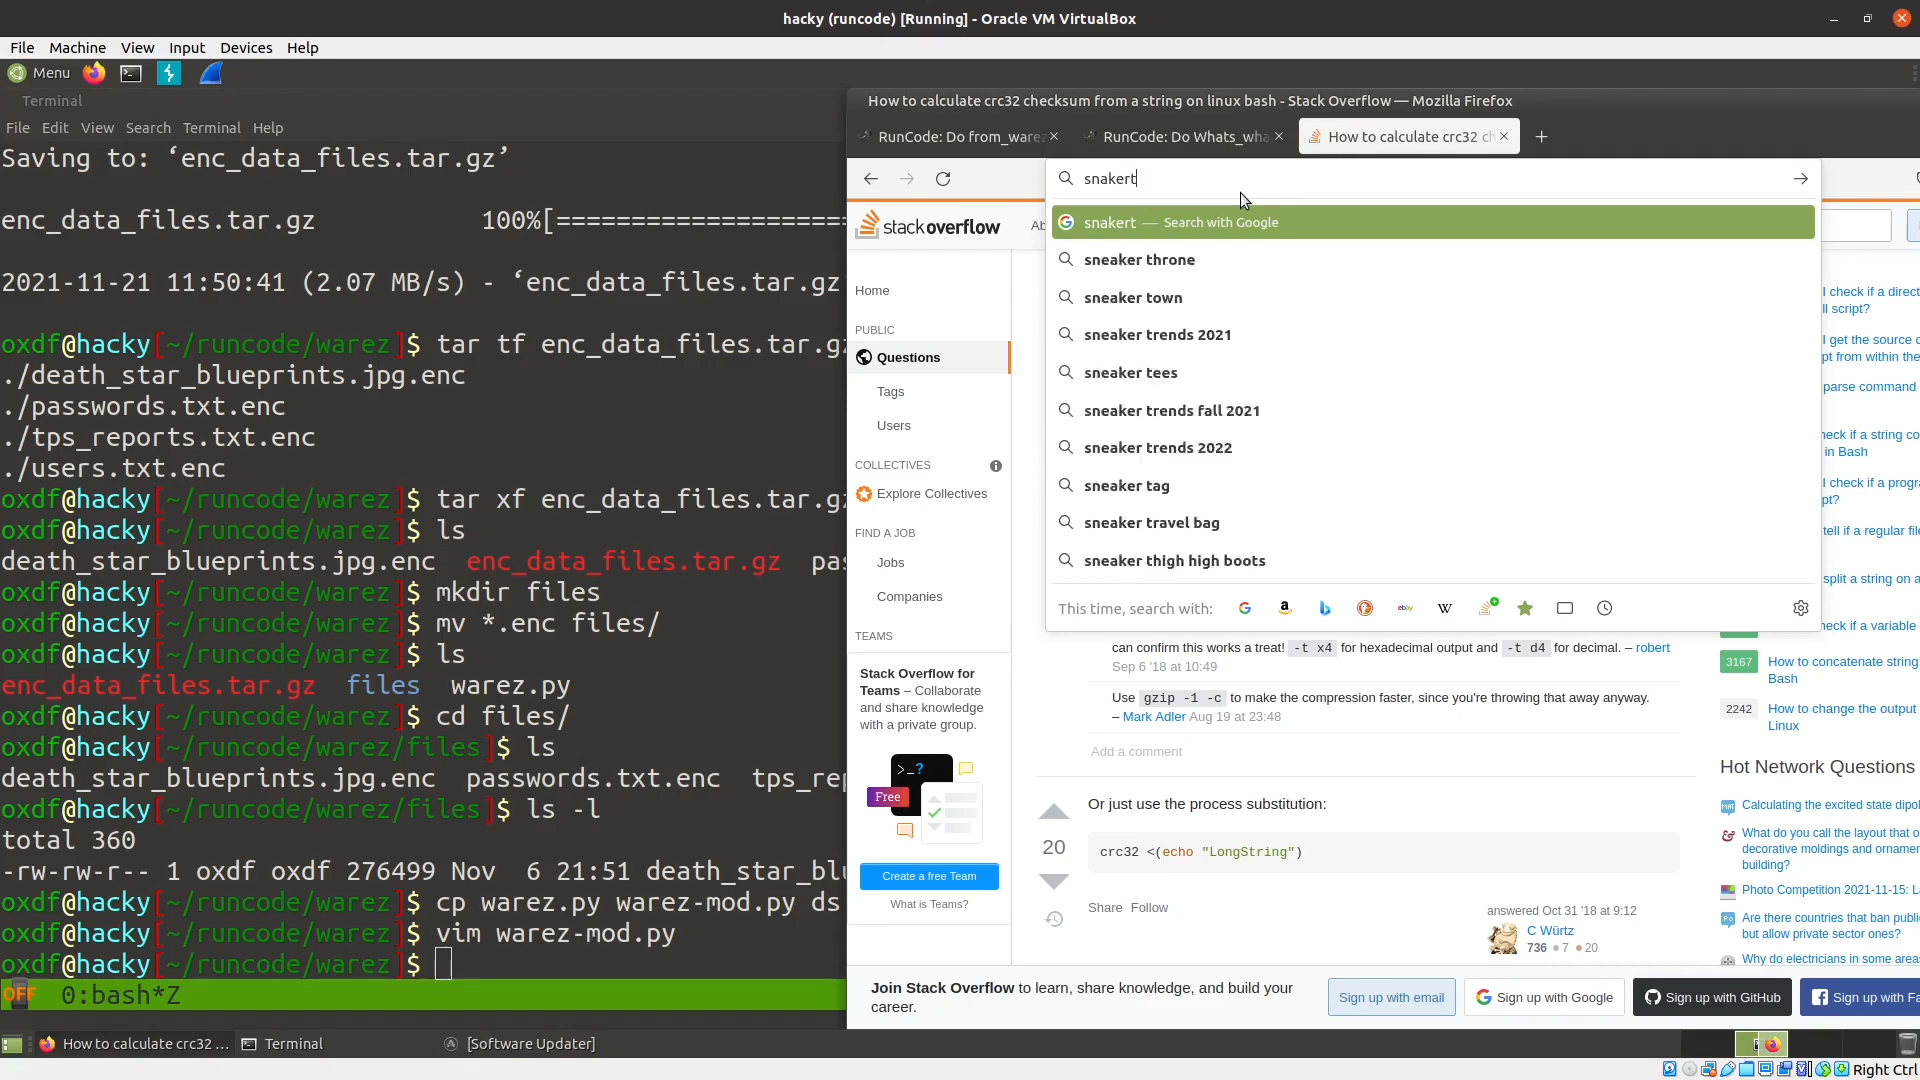 hacky (runcode) [Running] - Oracle VM VirtualBox
File Machine View Input Devices Help
Menu
Terminal
File Edit View Search Terminal Help
Saving to: ‘enc_data_files.tar.gz’
enc_data_files.tar.gz 100%[===================
2021-11-21 11:50:41 (2.07 MB/s) - ‘enc_data_files.tar.gz
oxdf@hacky[~/runcode/warez]$ tar tf enc_data_files.tar.gz
./death_star_blueprints.jpg.enc
./passwords.txt.enc
./tps_reports.txt.enc
./users.txt.enc
oxdf@hacky[~/runcode/warez]$ tar xf enc_data_files.tar.gz
oxdf@hacky[~/runcode/warez]$ ls
death_star_blueprints.jpg.enc enc_data_files.tar.gz pas
oxdf@hacky[~/runcode/warez]$ mkdir files
oxdf@hacky[~/runcode/warez]$ mv *.enc files/
oxdf@hacky[~/runcode/warez]$ ls
enc_data_files.tar.gz files warez.py
oxdf@hacky[~/runcode/warez]$ cd files/
oxdf@hacky[~/runcode/warez/files]$ ls
death_star_blueprints.jpg.enc passwords.txt.enc tps_rep
oxdf@hacky[~/runcode/warez/files]$ ls -l
total 360
-rw-rw-r-- 1 oxdf oxdf 276499 Nov 6 21:51 death_star_blu
oxdf@hacky[~/runcode/warez]$ cp warez.py warez-mod.py ds
oxdf@hacky[~/runcode/warez]$ vim warez-mod.py
oxdf@hacky[~/runcode/warez]$
OFF 0:bash*Z
How to calculate crc32 checksum from a string on linux bash - Stack Overflow — Mozilla Firefox
RunCode: Do from_warez
RunCode: Do Whats_wha
How to calculate crc32 ch
snakert
snakert — Search with Google
sneaker throne
sneaker town
sneaker trends 2021
sneaker tees
sneaker trends fall 2021
sneaker trends 2022
sneaker tag
sneaker travel bag
sneaker thigh high boots
This time, search with:
stackoverflow
Ab
Home
PUBLIC
Questions
Tags
Users
COLLECTIVES
Explore Collectives
FIND A JOB
Jobs
Companies
TEAMS
Stack Overflow for
Teams – Collaborate
and share knowledge
with a private group.
>_?
Free
Create a free Team
What is Teams?
can confirm this works a treat! -t x4 for hexadecimal output and -t d4 for decimal. – robert
Sep 6 '18 at 10:49
Use gzip -1 -c to make the compression faster, since you're throwing that away anyway.
– Mark Adler Aug 19 at 23:48
Add a comment
20
Or just use the process substitution:
crc32 <(echo "LongString")
Share Follow
answered Oct 31 '18 at 9:12
C Würtz
736 7 20
I check if a direct
ll script?
I get the source d
pt from within the
parse command
neck if a string co
in Bash
I check if a progra
pt?
tell if a regular file
split a string on a
neck if a variable
3167 How to concatenate string
Bash
2242 How to change the output
Linux
Hot Network Questions
Calculating the excited state dipol
What do you call the layout that o
decorative moldings and ornamen
building?
Photo Competition 2021-11-15: La
Are there countries that ban public
but allow private sector ones?
Why do electricians in some areas
Join Stack Overflow to learn, share knowledge, and build your
career.
Sign up with email
Sign up with Google
Sign up with GitHub
Sign up with Fa
How to calculate crc32 ...
Terminal
[Software Updater]
Right Ctrl